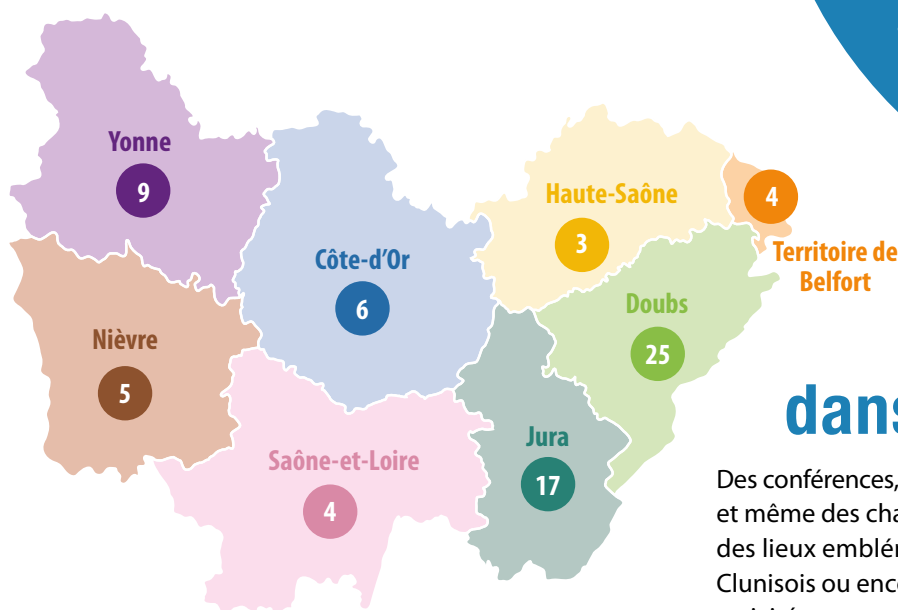 Yonne
9
Haute-Saône
3
4
Territoire de
Belfort
Côte-d’Or
6
Doubs
25
Nièvre
5
Saône-et-Loire
4
Jura
17
dans
Des conférences,
et même des cha
des lieux emblém
Clunisois ou enco